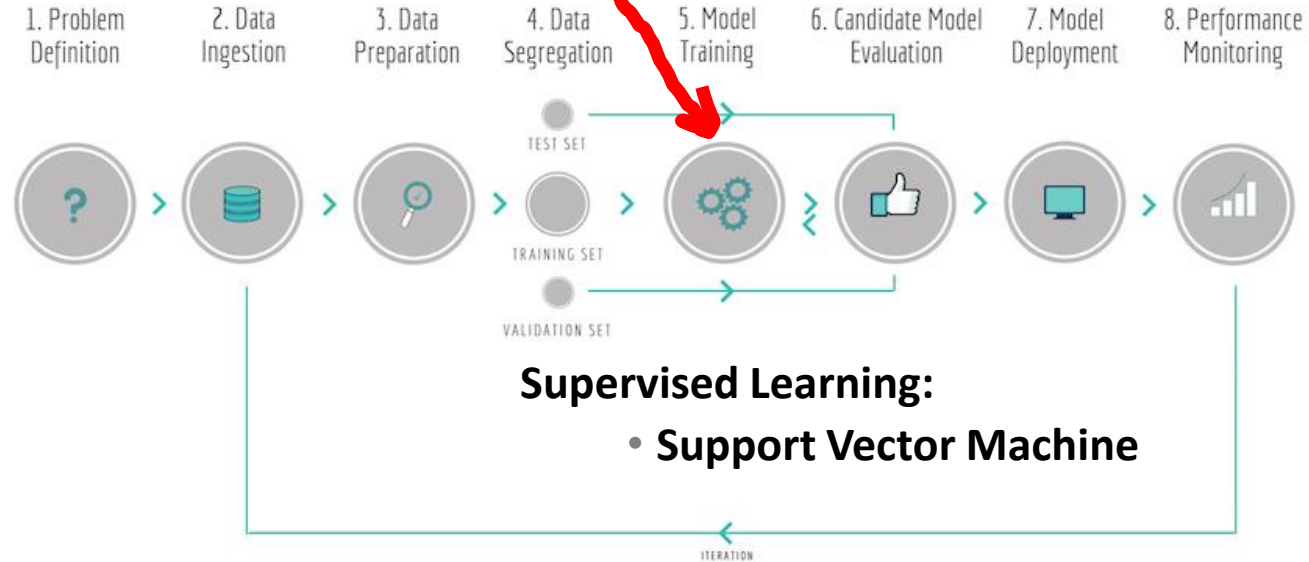 1. Problem
Definition
2. Data
Ingestion
3. Data
Preparation
4. Data
Segregation
5. Model
Training
6. Candidate Model
Evaluation
7. Model
Deployment
8. Performance
Monitoring
TEST SET
?
TRAINING SET
VALIDATION SET
Supervised Learning:
• Support Vector Machine
ITERATION